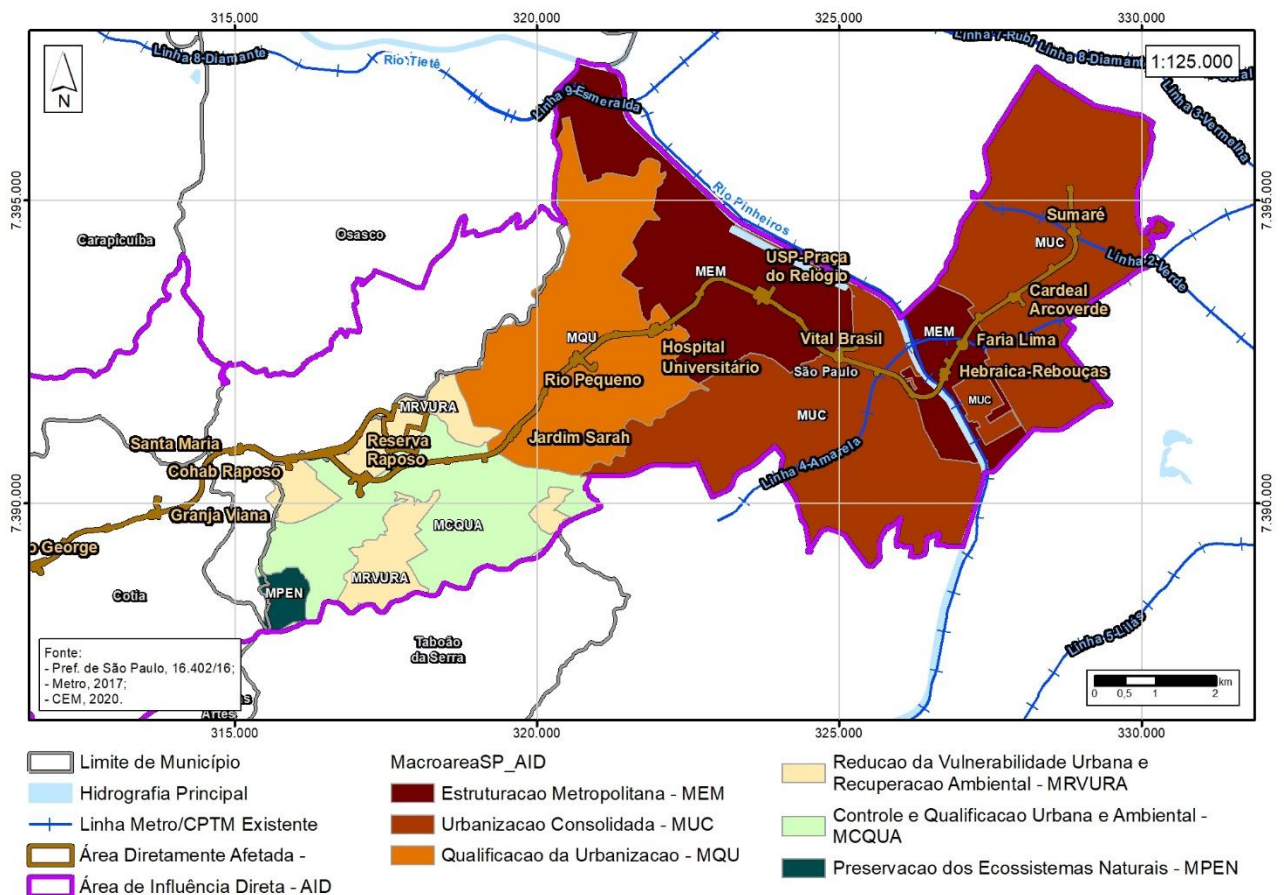 315.000
320.000
325.000
330.000
N
1:125.000
Linha 8-Diamante
Rio Tietê
Linha 9-Esmeralda
Linha 7-Rubi
Linha 8-Diamante
Linha 3-Vermelha
7.395.000
7.395.000
Rio Pinheiros
Carapicuíba
Osasco
Sumaré
MUC
Linha 2-Verde
MEM
USP-Praça
do Relógio
Cardeal
Arcoverde
MQU
Hospital
Universitário
Vital Brasil
MEM
Faria Lima
Rio Pequeno
São Paulo
Hebraica-Rebouças
MRVURA
MUC
MUC
Santa Maria
Reserva
Raposo
Jardim Sarah
Cohab Raposo
Linha 4-Amarela
7.390.000
7.390.000
Granja Viana
MCQUA
George
MRVURA
MPEN
Cotia
Taboão
da Serra
Linha 5-Lilás
Fonte:
- Pref. de São Paulo, 16.402/16;
- Metro, 2017;
- CEM, 2020.
0 0,5 1 2 km
315.000
320.000
325.000
330.000
Limite de Município
Hidrografia Principal
Linha Metro/CPTM Existente
Área Diretamente Afetada -
Área de Influência Direta - AID
MacroareaSP_AID
Estruturacao Metropolitana - MEM
Urbanizacao Consolidada - MUC
Qualificacao da Urbanizacao - MQU
Reducao da Vulnerabilidade Urbana e
Recuperacao Ambiental - MRVURA
Controle e Qualificacao Urbana e Ambiental -
MCQUA
Preservacao dos Ecossistemas Naturais - MPEN